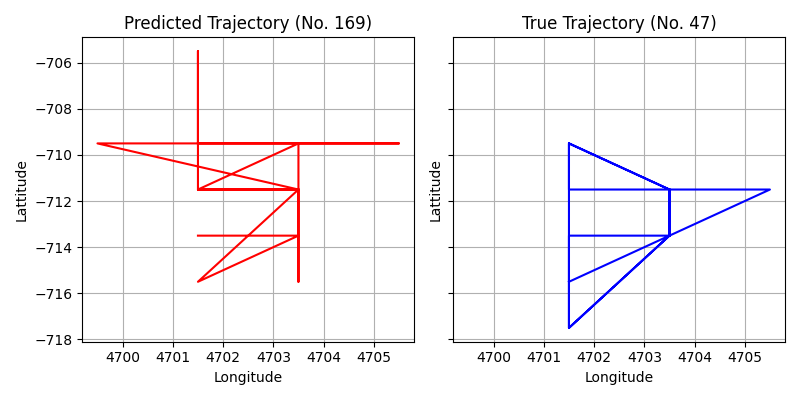 Predicted Trajectory (No. 169)
True Trajectory (No. 47)
−706
−708
−710
−712
−714
−716
−718
Lattitude
Lattitude
4700 4701 4702 4703 4704 4705
4700 4701 4702 4703 4704 4705
Longitude
Longitude